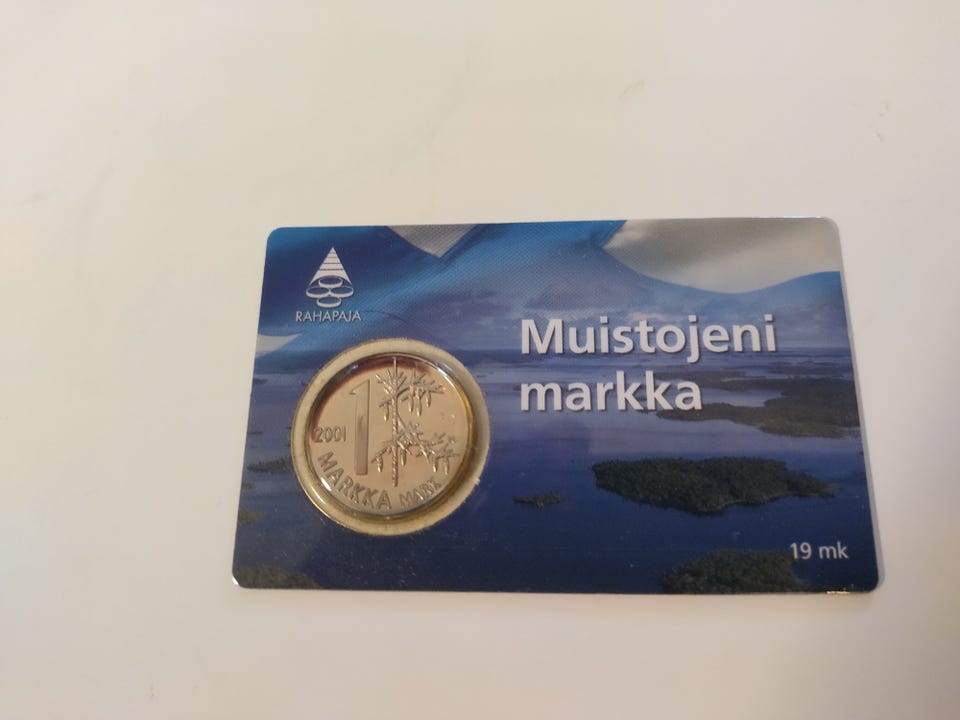 RAHAPAJA
Muistojeni
markka
1
2001
MARKKA MARK
19 mk